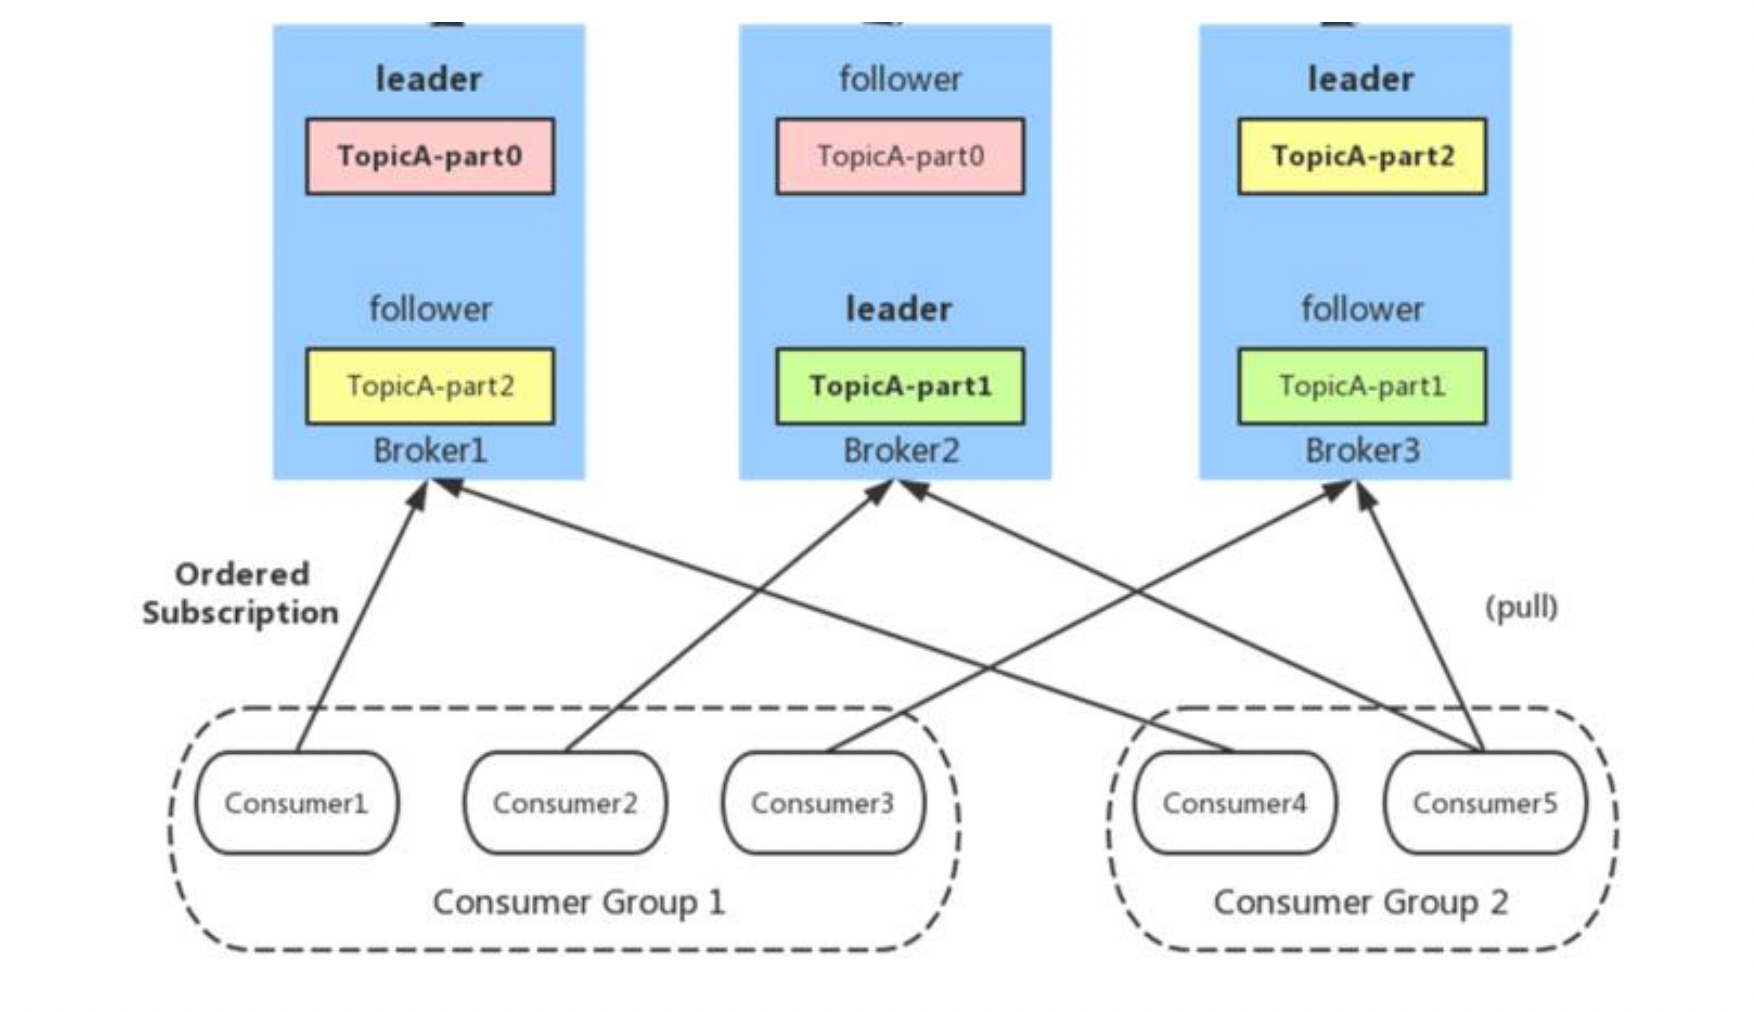 leader
TopicA-part0
follower
TopicA-part2
Broker1
follower
TopicA-part0
leader
TopicA-part1
Broker2
leader
TopicA-part2
follower
TopicA-part1
Broker3
Ordered
Subscription
(pull)
Consumer1
Consumer2
Consumer3
Consumer Group 1
Consumer4
Consumer5
Consumer Group 2